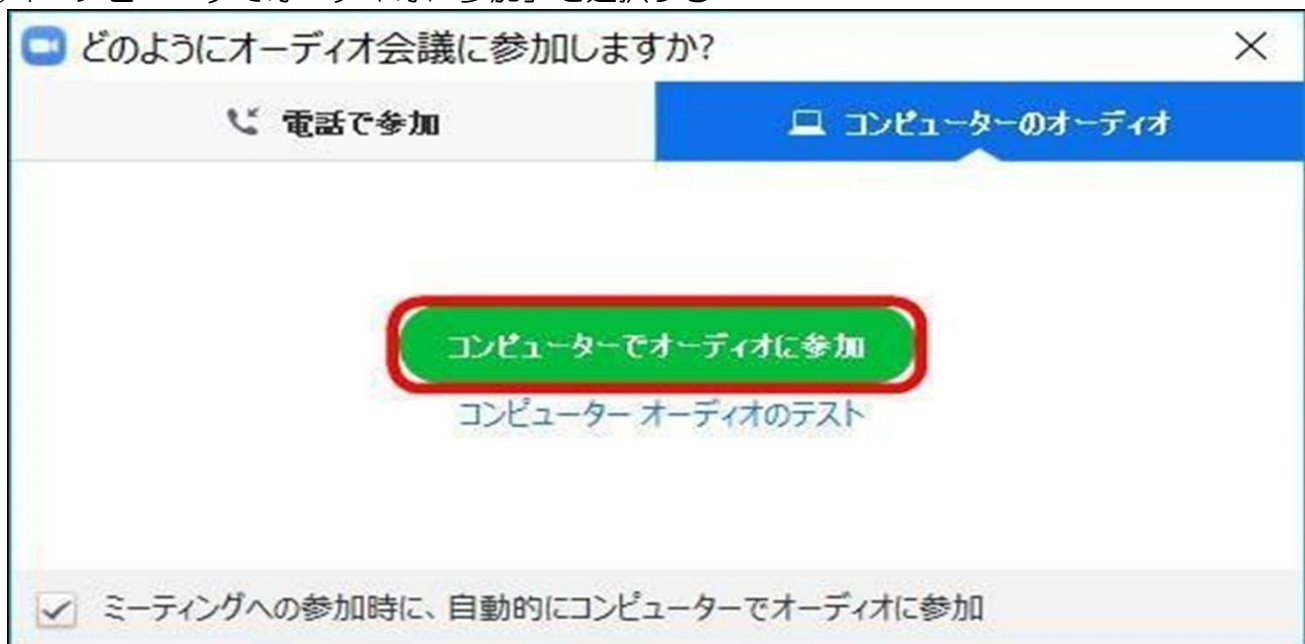 どのようにオーディオ会議に参加しますか?
電話で参加
コンピューターのオーディオ
コンピューターでオーディオに参加
コンピューター オーディオのテスト
ミーティングへの参加時に、自動的にコンピューターでオーディオに参加